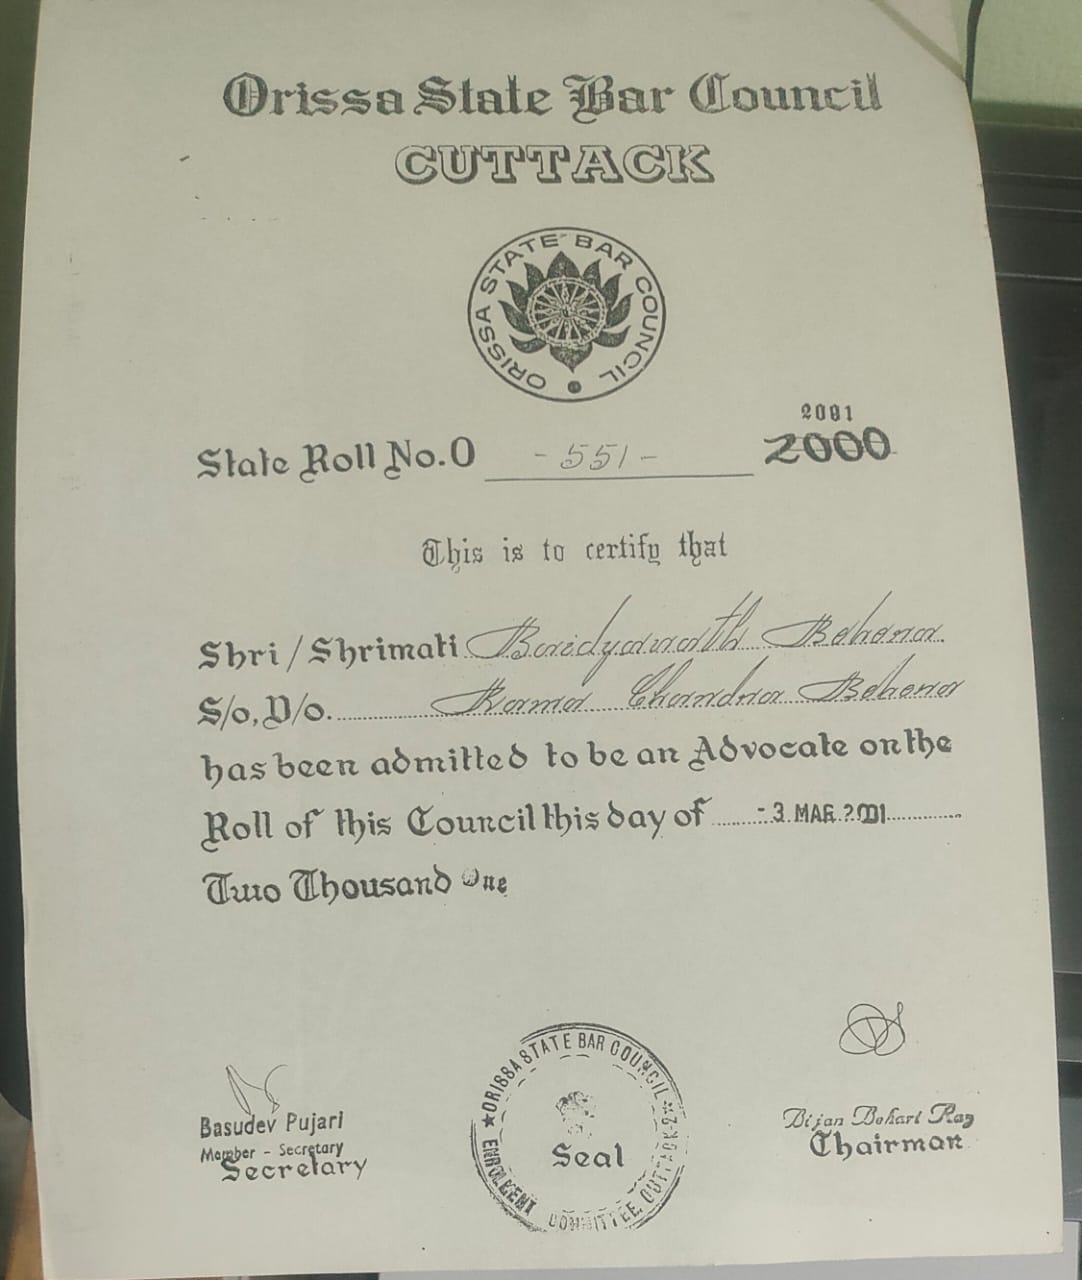 Orissa State Bar Council
CUTTACK
ORISSA STATE BAR COUNCIL
2001
State Roll No. O - 551 - 2000
This is to certify that
Shri / Shrimati Baidyanath Behera
S/o, D/o. Rama Chandra Behera
has been admitted to be an Advocate on the
Roll of this Council this day of - 3 MAR 2001
Two Thousand One
Basudev Pujari
Member - Secretary
Secretary
ORISSA STATE BAR COUNCIL
ENROLMENT COMMITTEE, CUTTACK-2
Seal
Bijan Behari Ray
Chairman